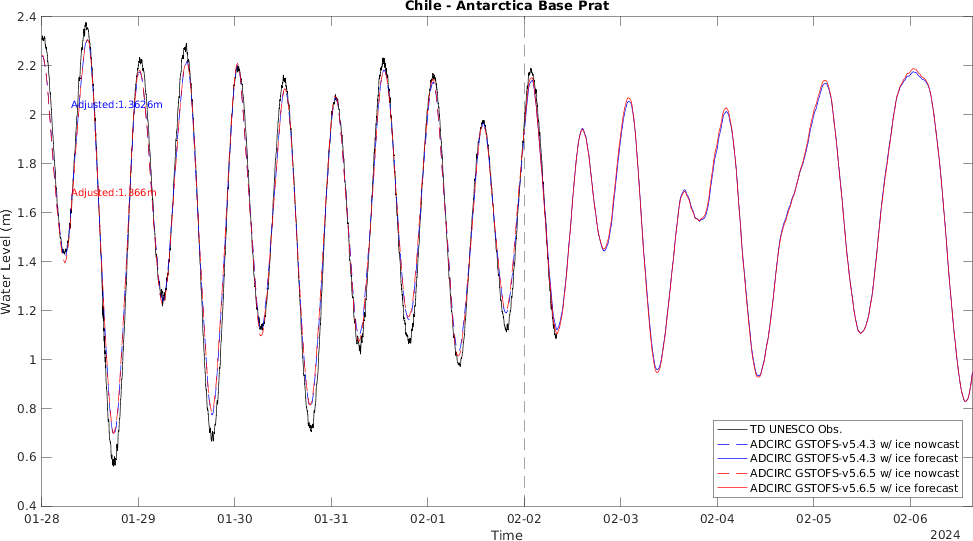 Chile - Antarctica Base Prat
2.4
2.2
2
1.8
1.6
1.4
1.2
1
0.8
0.6
0.4
Water Level (m)
Adjusted:1.3626m
Adjusted:1.366m
TD UNESCO Obs.
ADCIRC GSTOFS-v5.4.3 w/ ice nowcast
ADCIRC GSTOFS-v5.4.3 w/ ice forecast
ADCIRC GSTOFS-v5.6.5 w/ ice nowcast
ADCIRC GSTOFS-v5.6.5 w/ ice forecast
01-28 01-29 01-30 01-31 02-01 02-02 02-03 02-04 02-05 02-06
Time
2024